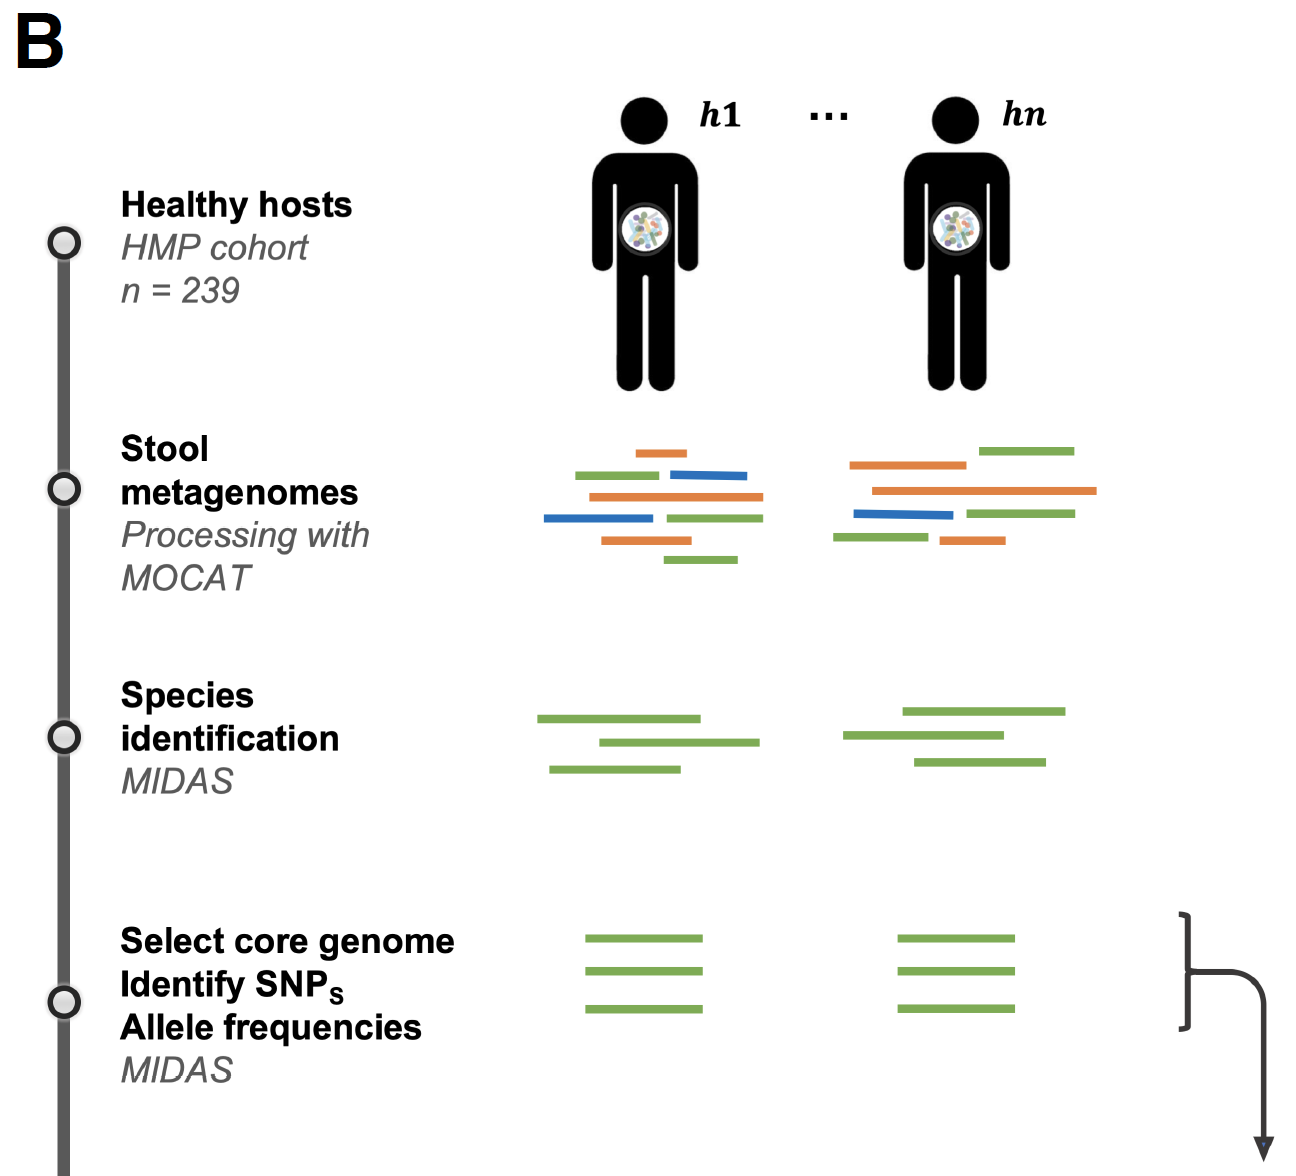 B
h1 ... hn
Healthy hosts
HMP cohort
n = 239
Stool
metagenomes
Processing with
MOCAT
Species
identification
MIDAS
Select core genome
Identify SNPS
Allele frequencies
MIDAS